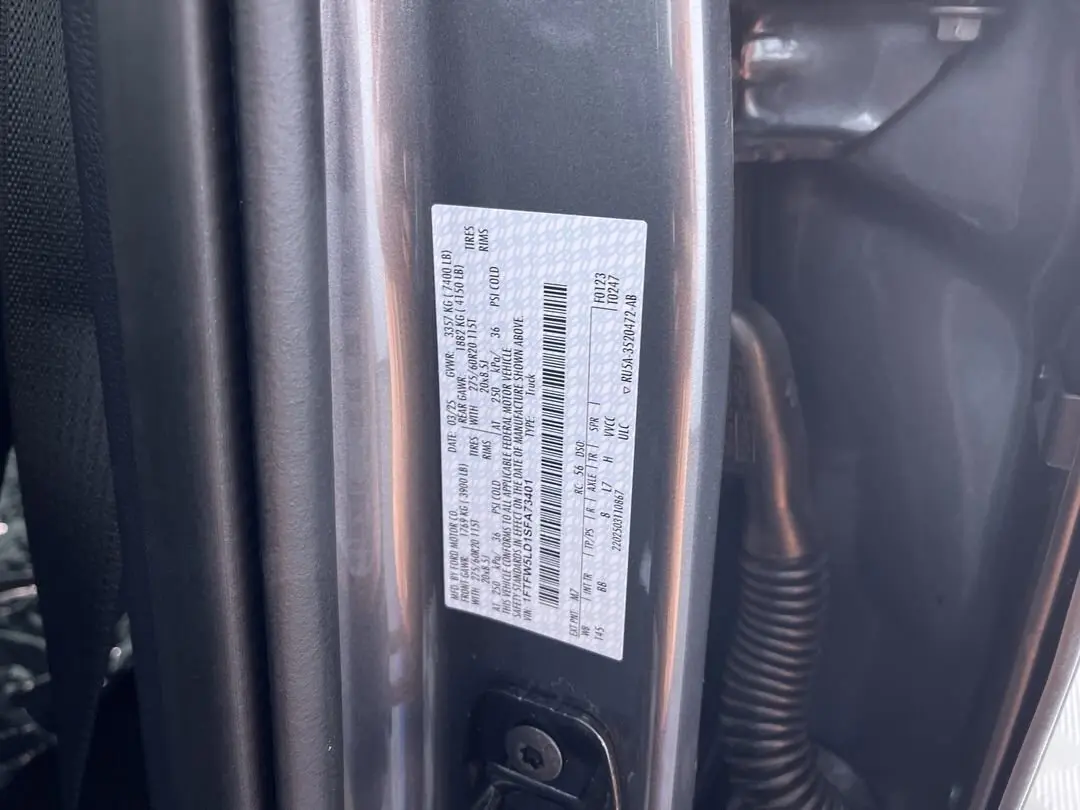 MFD. BY FORD MOTOR CO.
DATE: 03/25 GVWR: 3357 KG ( 7400 LB)
FRONT GAWR: 1769 KG ( 3900 LB) REAR GAWR: 1882 KG ( 4150 LB)
WITH 275/60R20 115T TIRES WITH 275/60R20 115T TIRES
20x8.5J RIMS 20x8.5J RIMS
AT 250 kPa/ 36 PSI COLD AT 250 kPa/ 36 PSI COLD
THIS VEHICLE CONFORMS TO ALL APPLICABLE FEDERAL MOTOR VEHICLE
SAFETY STANDARDS IN EFFECT ON THE DATE OF MANUFACTURE SHOWN ABOVE.
VIN: 1FTFW5LD1SFA73401 TYPE: Truck
EXT PNT: M7 RC: 56 DSO: F0123
WB INT TR TP/PS R AXLE TR SPR T0247
145 BB B L7 H VVCC
ULC
2202503110867 ▽ RU5A-3520472-AB